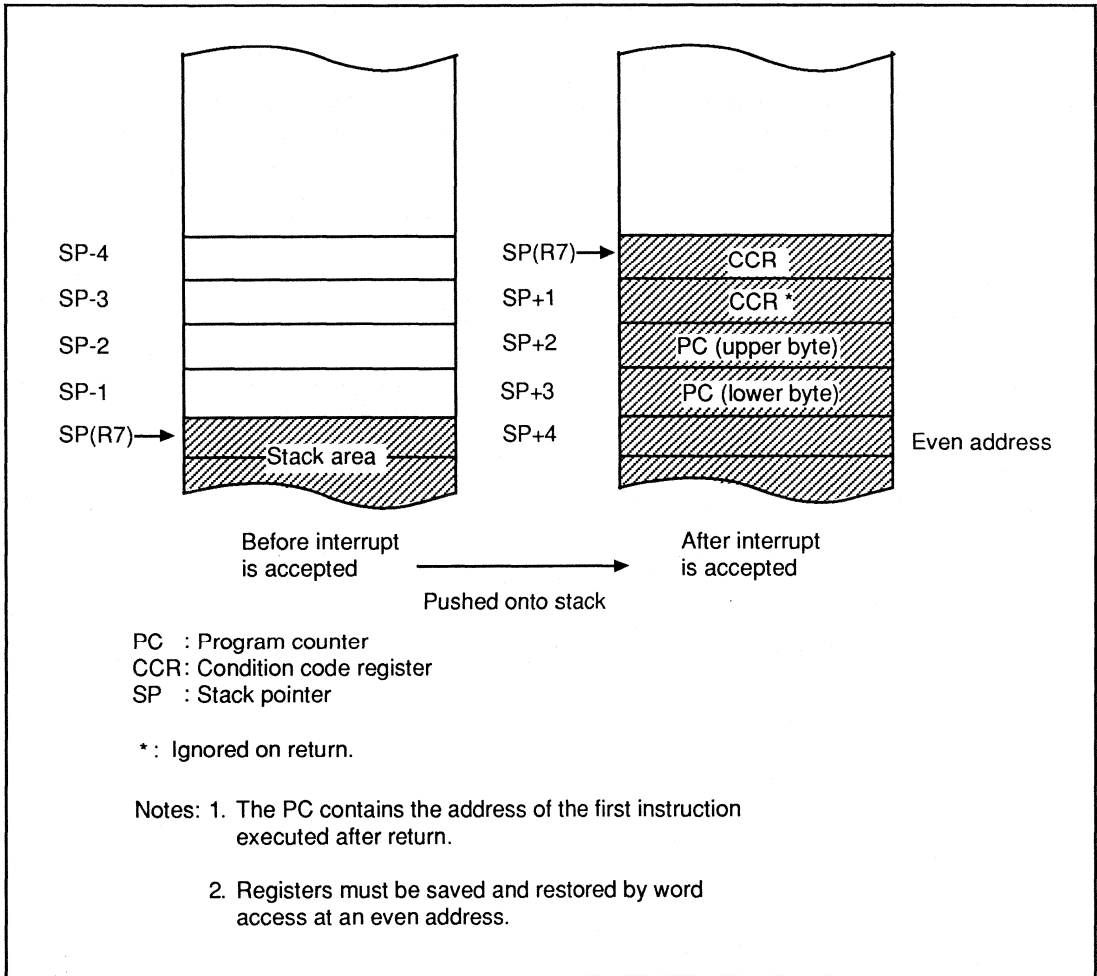 SP-4
SP-3
SP-2
SP-1
SP(R7)
Stack area
SP(R7)
SP+1
SP+2
SP+3
SP+4
CCR
CCR *
PC (upper byte)
PC (lower byte)
Even address
Before interrupt
is accepted
Pushed onto stack
After interrupt
is accepted
PC : Program counter
CCR: Condition code register
SP : Stack pointer
* : Ignored on return.
Notes: 1. The PC contains the address of the first instruction
executed after return.
2. Registers must be saved and restored by word
access at an even address.